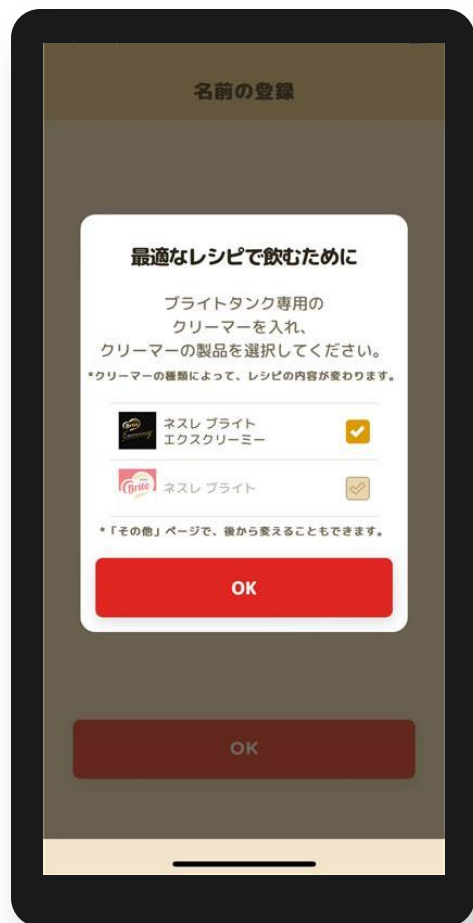 名前の登録
最適なレシピで飲むために
ブライトタンク専用の
クリーマーを入れ、
クリーマーの製品を選択してください。
*クリーマーの種類によって、レシピの内容が変わります。
ネスレ ブライト
エクスクリーミー
Brite
ネスレ ブライト
*「その他」ページで、後から変えることもできます。
OK
OK